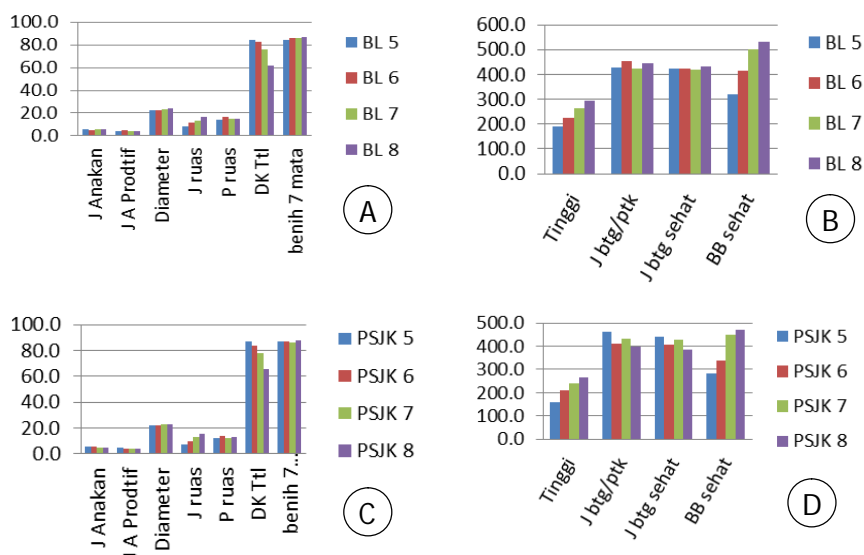 100.0
80.0
60.0
40.0
20.0
0.0
J Anakan
J A Prodtif
Diameter
J ruas
P ruas
DK Ttl
benih 7 mata
BL 5
BL 6
BL 7
BL 8
A
600.0
500.0
400.0
300.0
200.0
100.0
0.0
Tinggi
J btg/ptk
J btg sehat
BB sehat
BL 5
BL 6
BL 7
BL 8
B
100.0
80.0
60.0
40.0
20.0
0.0
J Anakan
J A Prodtif
Diameter
J ruas
P ruas
DK Ttl
benih 7...
PSJK 5
PSJK 6
PSJK 7
PSJK 8
C
500.0
400.0
300.0
200.0
100.0
0.0
Tinggi
J btg/ptk
J btg sehat
BB sehat
PSJK 5
PSJK 6
PSJK 7
PSJK 8
D